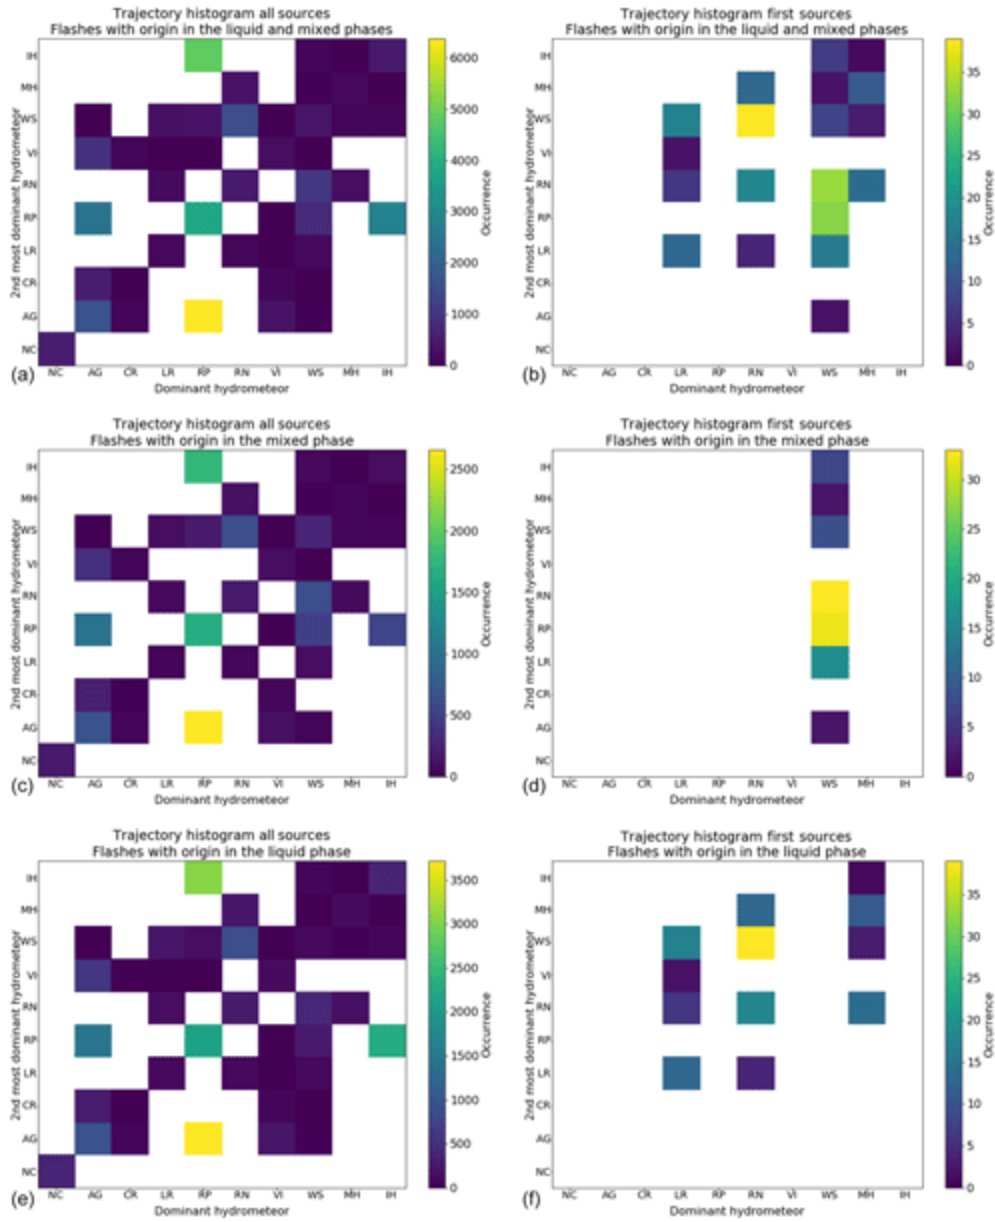 Trajectory histogram all sources
Flashes with origin in the liquid and mixed phases
IH
MH
WS
VI
RN
RP
LR
CR
AG
NC
2nd most dominant hydrometeor
NC AG CR LR RP RN VI WS MH IH
Dominant hydrometeor
6000
5000
4000
3000
2000
1000
0
Occurrence
(a)
Trajectory histogram first sources
Flashes with origin in the liquid and mixed phases
IH
MH
WS
VI
RN
RP
LR
CR
AG
NC
2nd most dominant hydrometeor
NC AG CR LR RP RN VI WS MH IH
Dominant hydrometeor
35
30
25
20
15
10
5
0
Occurrence
(b)
Trajectory histogram all sources
Flashes with origin in the mixed phase
IH
MH
WS
VI
RN
RP
LR
CR
AG
NC
2nd most dominant hydrometeor
NC AG CR LR RP RN VI WS MH IH
Dominant hydrometeor
2500
2000
1500
1000
500
0
Occurrence
(c)
Trajectory histogram first sources
Flashes with origin in the mixed phase
IH
MH
WS
VI
RN
RP
LR
CR
AG
NC
2nd most dominant hydrometeor
NC AG CR LR RP RN VI WS MH IH
Dominant hydrometeor
30
25
20
15
10
5
0
Occurrence
(d)
Trajectory histogram all sources
Flashes with origin in the liquid phase
IH
MH
WS
VI
RN
RP
LR
CR
AG
NC
2nd most dominant hydrometeor
NC AG CR LR RP RN VI WS MH IH
Dominant hydrometeor
3500
3000
2500
2000
1500
1000
500
0
Occurrence
(e)
Trajectory histogram first sources
Flashes with origin in the liquid phase
IH
MH
WS
VI
RN
RP
LR
CR
AG
NC
2nd most dominant hydrometeor
NC AG CR LR RP RN VI WS MH IH
Dominant hydrometeor
35
30
25
20
15
10
5
0
Occurrence
(f)